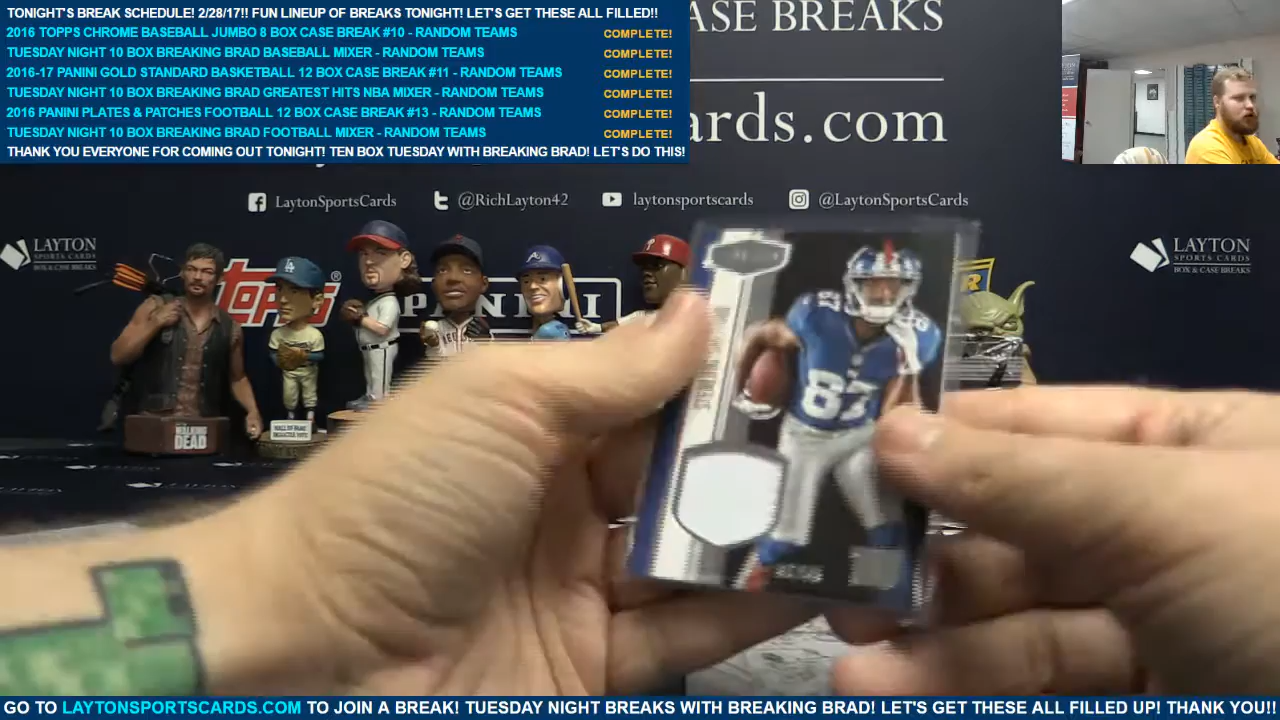 TONIGHT'S BREAK SCHEDULE! 2/28/17!! FUN LINEUP OF BREAKS TONIGHT! LET'S GET THESE ALL FILLED!!
2016 TOPPS CHROME BASEBALL JUMBO 8 BOX CASE BREAK #10 - RANDOM TEAMS COMPLETE!
TUESDAY NIGHT 10 BOX BREAKING BRAD BASEBALL MIXER - RANDOM TEAMS COMPLETE!
2016-17 PANINI GOLD STANDARD BASKETBALL 12 BOX CASE BREAK #11 - RANDOM TEAMS COMPLETE!
TUESDAY NIGHT 10 BOX BREAKING BRAD GREATEST HITS NBA MIXER - RANDOM TEAMS COMPLETE!
2016 PANINI PLATES & PATCHES FOOTBALL 12 BOX CASE BREAK #13 - RANDOM TEAMS COMPLETE!
TUESDAY NIGHT 10 BOX BREAKING BRAD FOOTBALL MIXER - RANDOM TEAMS COMPLETE!
THANK YOU EVERYONE FOR COMING OUT TONIGHT! TEN BOX TUESDAY WITH BREAKING BRAD! LET'S DO THIS!
ASE BREAKS
rds.com
LaytonSportsCards @RichLayton42 laytonsportscards @LaytonSportsCards
LAYTON
SPORTS CARDS
BOX & CASE BREAKS
LAYTON
SPORTS CARDS
BOX & CASE BREAKS
TOPPS
PANINI
87
87
WALKING
DEAD
GO TO LAYTONSPORTSCARDS.COM TO JOIN A BREAK! TUESDAY NIGHT BREAKS WITH BREAKING BRAD! LET'S GET THESE ALL FILLED UP! THANK YOU!!